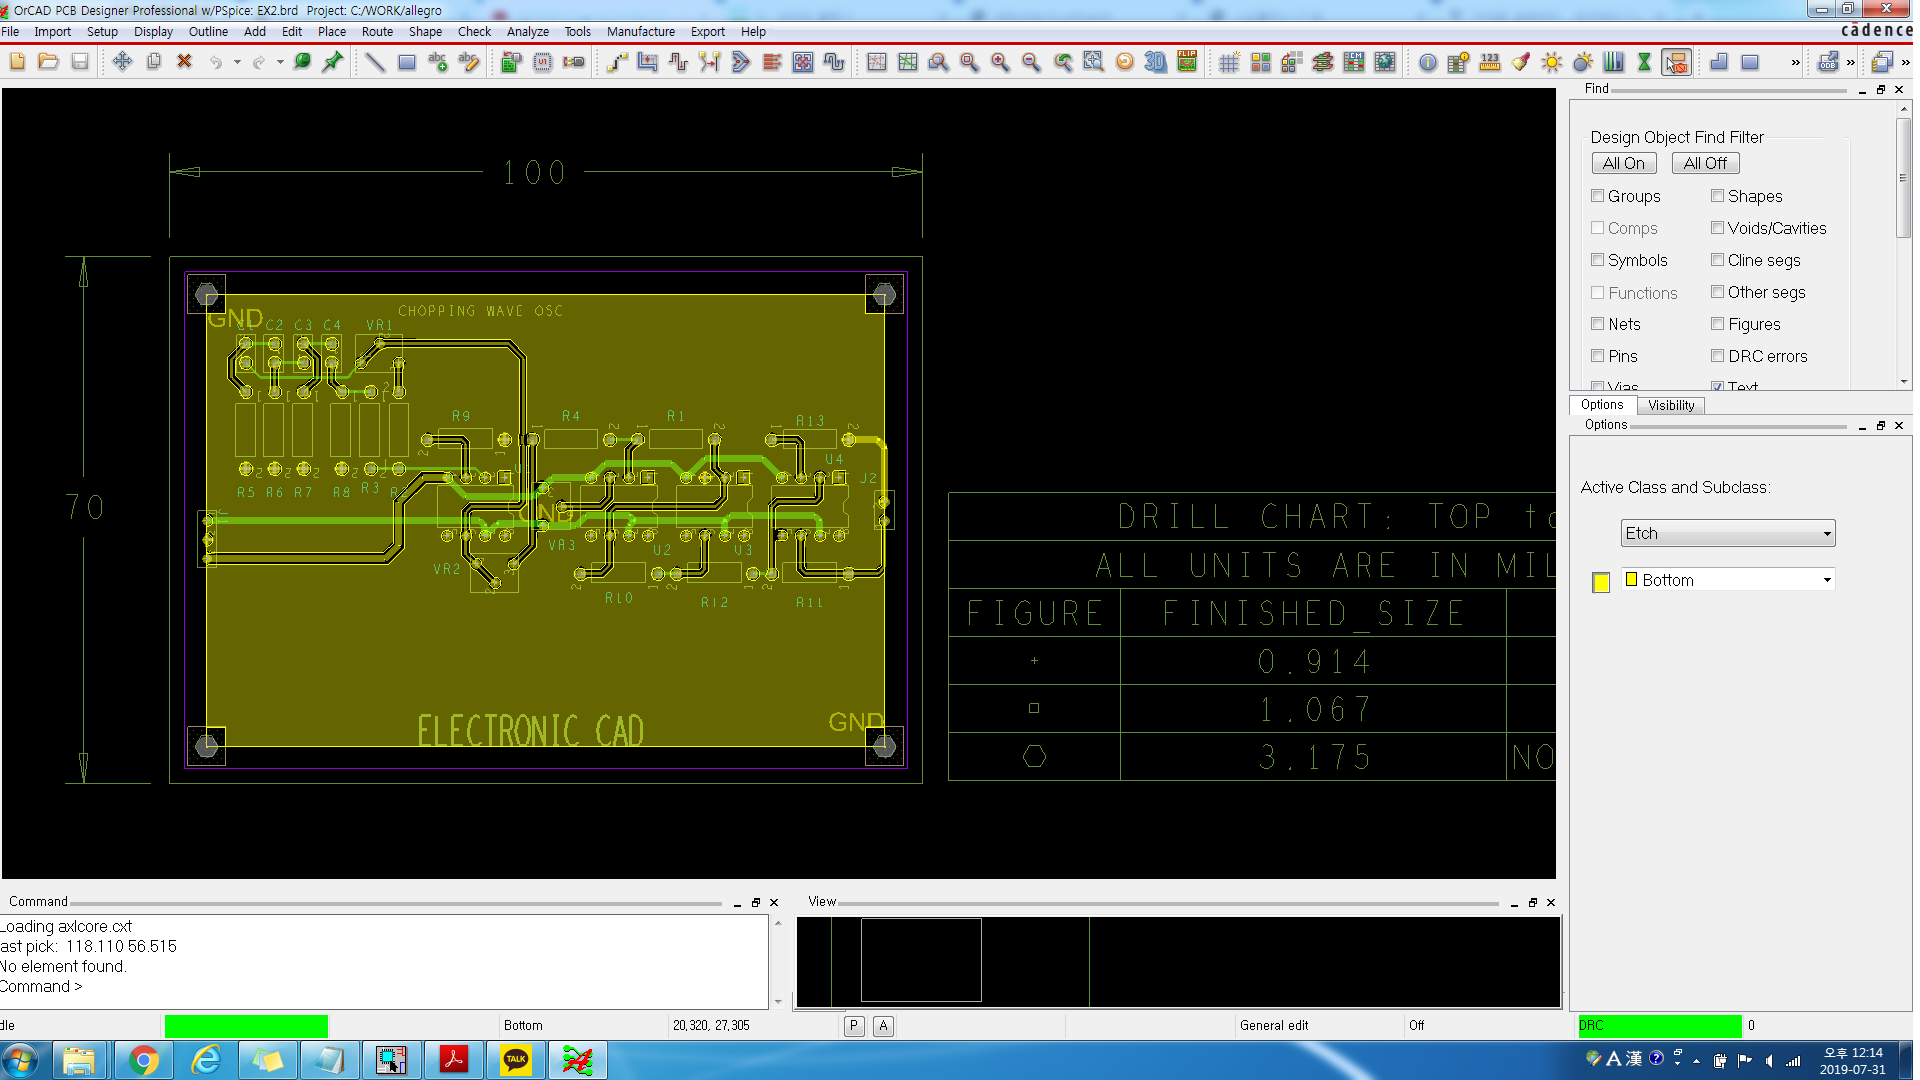 OrCAD PCB Designer Professional w/PSpice: EX2.brd  Project: C:/WORK/allegro
File Import Setup Display Outline Add Edit Place Route Shape Check Analyze Tools Manufacture Export Help
cādence
Find
Design Object Find Filter
All On All Off
Groups Shapes
Comps Voids/Cavities
Symbols Cline segs
Functions Other segs
Nets Figures
Pins DRC errors
Vias Text
Options Visibility
Options
Active Class and Subclass:
Etch
Bottom
100
70
CHOPPING WAVE OSC
GND
C2 C3 C4 VR1
R9 R4 R1 R13
U4
J2
R5 R6 R7 R8 R3
GND
VR3 U2 U3
VR2
R10 R12 R11
GND
ELECTRONIC CAD
DRILL CHART: TOP to
ALL UNITS ARE IN MIL
FIGURE FINISHED_SIZE
0.914
1.067
3.175 NO
Command
Loading axlcore.cxt
ast pick:  118.110 56.515
No element found.
Command >
View
dle
Bottom
20,320, 27,305
P A
General edit
Off
DRC
0
TALK
A 漢
오후 12:14
2019-07-31